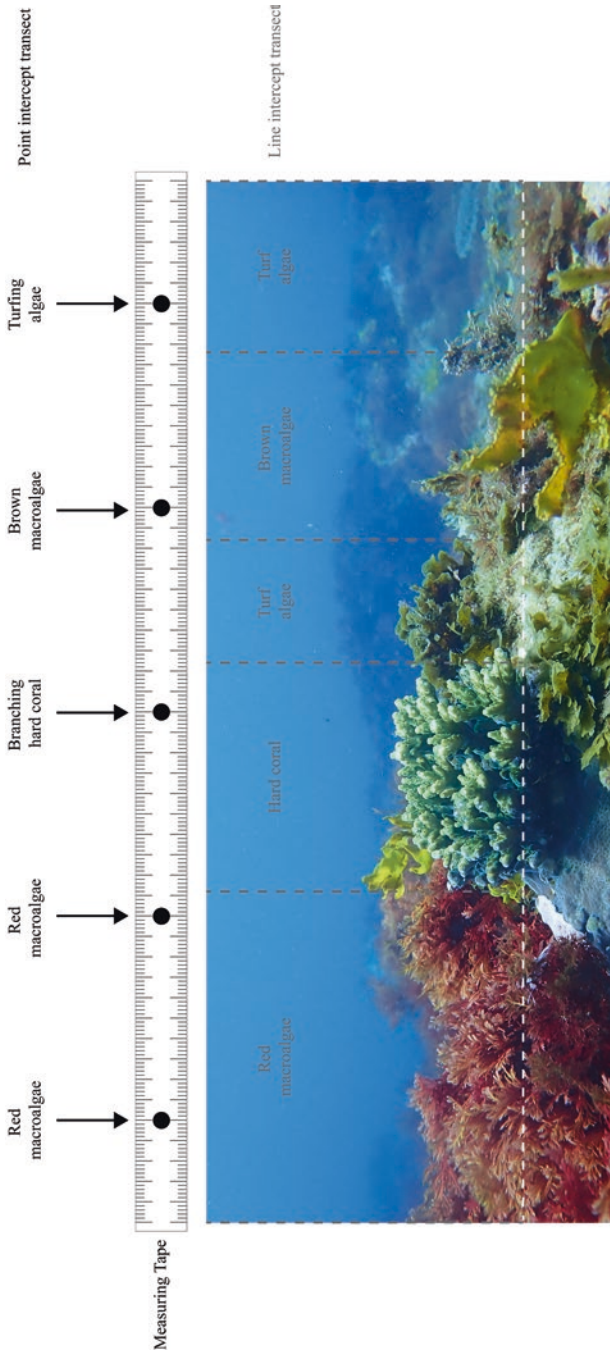 Point intercept transect
Red
macroalgae
Red
macroalgae
Branching
hard coral
Brown
macroalgae
Turfing
algae
Measuring Tape
Line intercept transect
Red
macroalgae
Hard coral
Turf
algae
Brown
macroalgae
Turf
algae